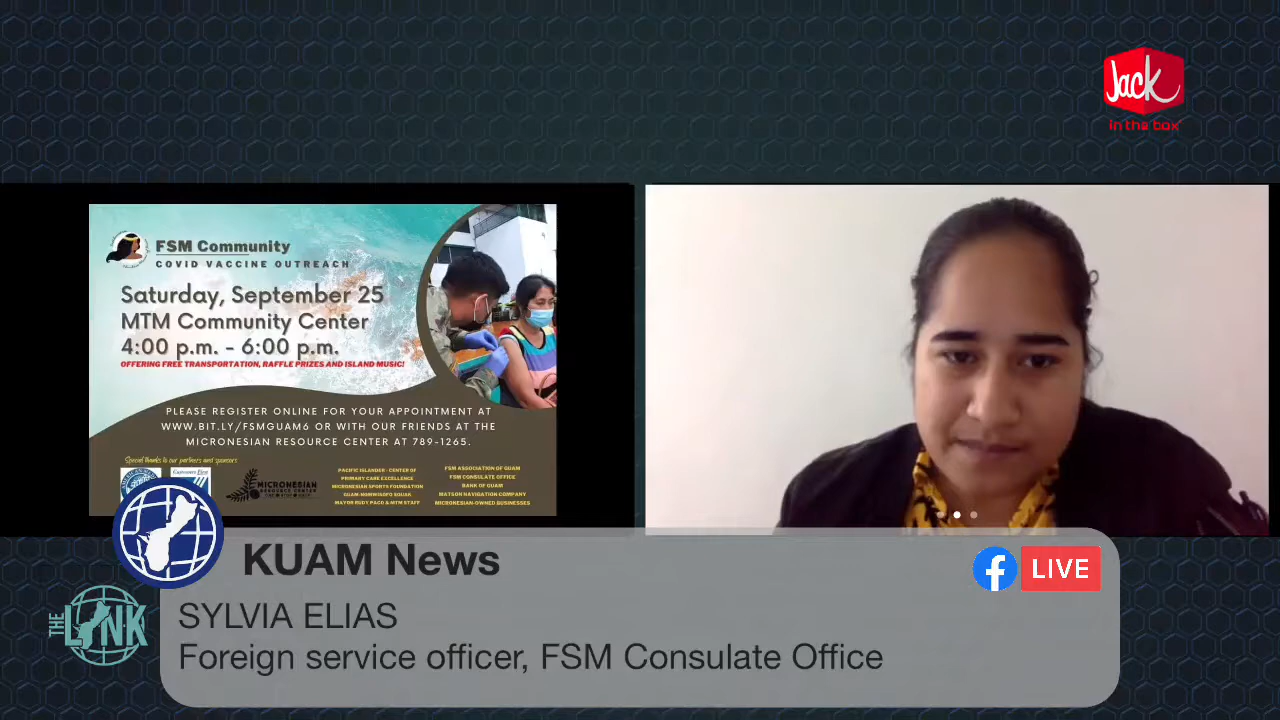 Jack
in the box
FSM Community
COVID VACCINE OUTREACH
Saturday, September 25
MTM Community Center
4:00 p.m. - 6:00 p.m.
OFFERING FREE TRANSPORTATION, RAFFLE PRIZES AND ISLAND MUSIC!
PLEASE REGISTER ONLINE FOR YOUR APPOINTMENT AT
WWW.BIT.LY/FSMGUAM6 OR WITH OUR FRIENDS AT THE
MICRONESIAN RESOURCE CENTER AT 789-1265.
Special thanks to our partners and sponsors
MICRONESIAN
RESOURCE CENTER
PACIFIC ISLANDER - CENTER OF
PRIMARY CARE EXCELLENCE
MICRONESIAN SPORTS FOUNDATION
GUAM-NOMWISOFO SQUAD
MAYOR RUDY PACO & MTM STAFF
FSM ASSOCIATION OF GUAM
FSM CONSULATE OFFICE
BANK OF GUAM
MATSON NAVIGATION COMPANY
MICRONESIAN-OWNED BUSINESSES
KUAM News
LIVE
THE LINK
SYLVIA ELIAS
Foreign service officer, FSM Consulate Office